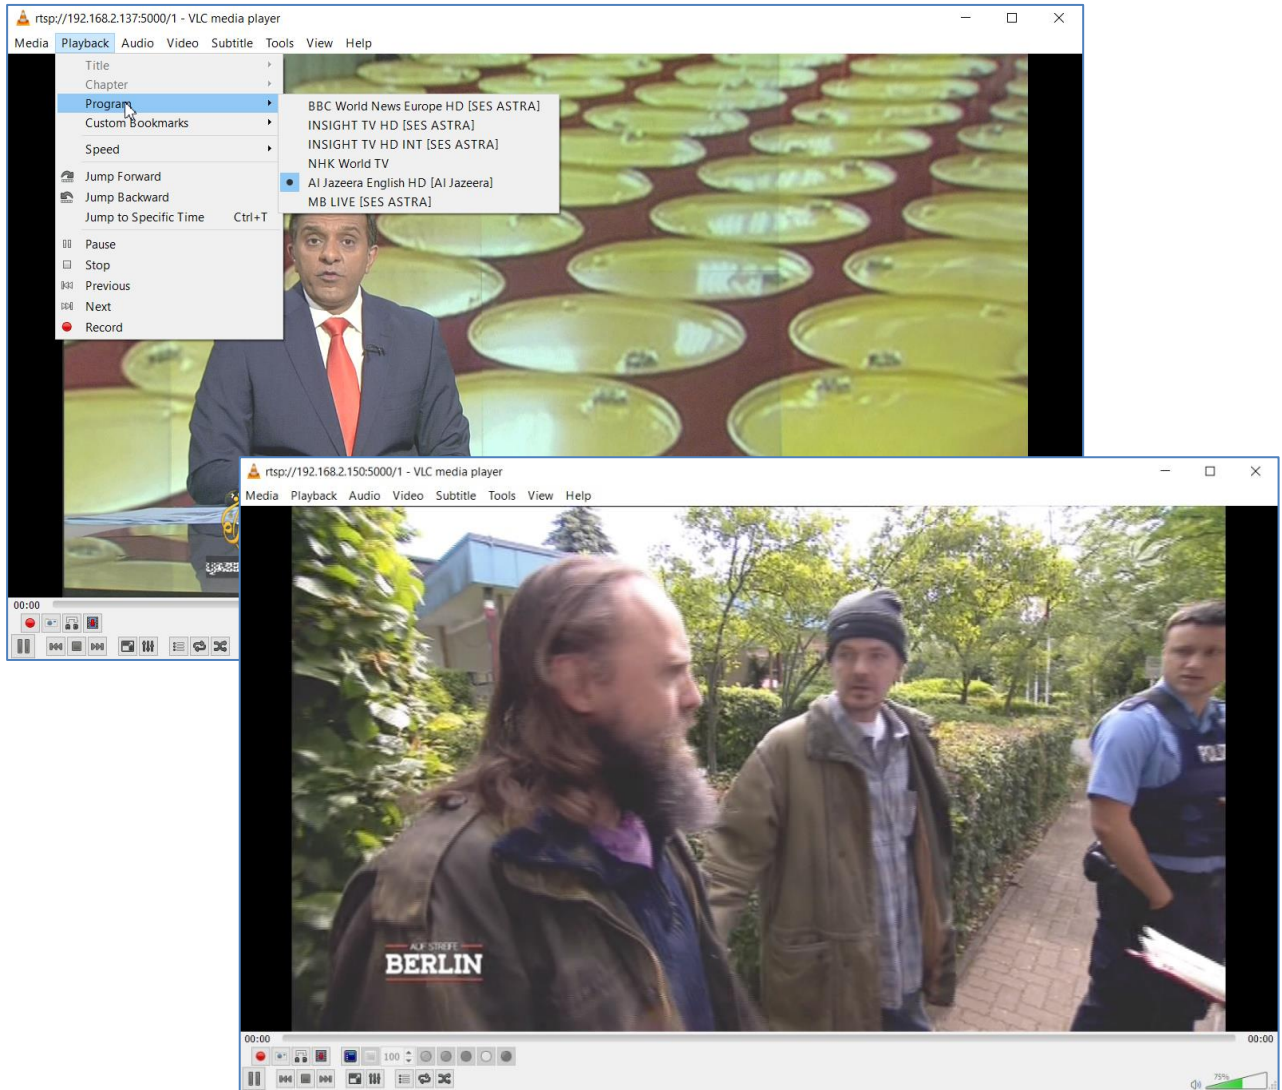 rtsp://192.168.2.137:5000/1 - VLC media player
Media Playback Audio Video Subtitle Tools View Help
Title
Chapter
Program
Custom Bookmarks
Speed
Jump Forward
Jump Backward
Jump to Specific Time Ctrl+T
Pause
Stop
Previous
Next
Record
BBC World News Europe HD [SES ASTRA]
INSIGHT TV HD [SES ASTRA]
INSIGHT TV HD INT [SES ASTRA]
NHK World TV
Al Jazeera English HD [Al Jazeera]
MB LIVE [SES ASTRA]
00:00
rtsp://192.168.2.150:5000/1 - VLC media player
Media Playback Audio Video Subtitle Tools View Help
POLI
AUF STREIFE
BERLIN
00:00 00:00
100
75%